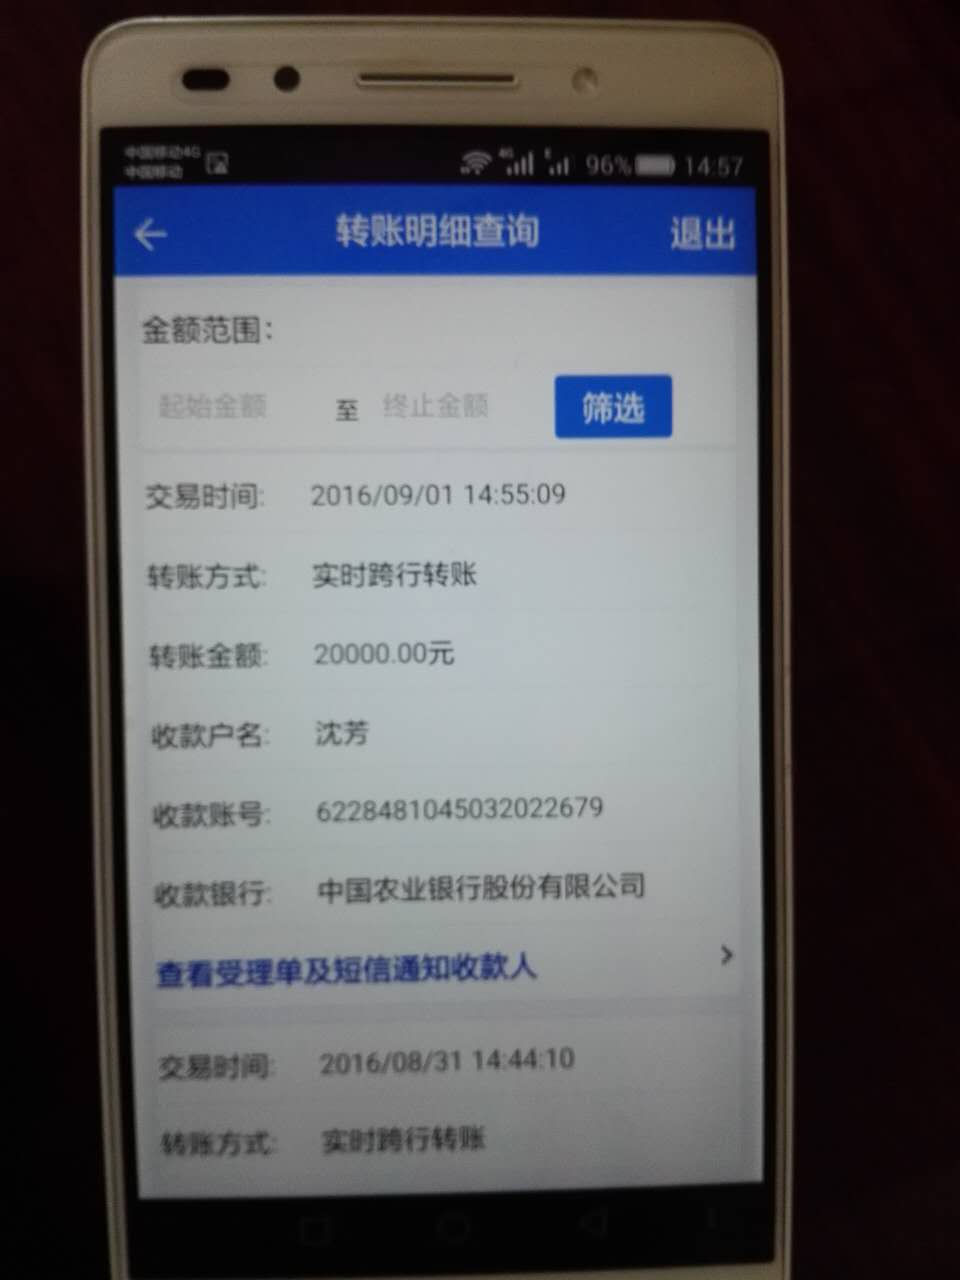 中国移动4G
中国移动
4G
96% 14:57
转账明细查询 退出
金额范围：
起始金额 至 终止金额 筛选
交易时间: 2016/09/01 14:55:09
转账方式: 实时跨行转账
转账金额: 20000.00元
收款户名: 沈芳
收款账号: 6228481045032022679
收款银行: 中国农业银行股份有限公司
查看受理单及短信通知收款人
交易时间: 2016/08/31 14:44:10
转账方式: 实时跨行转账